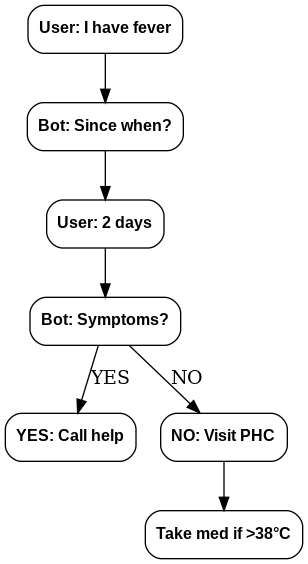 User: I have fever
Bot: Since when?
User: 2 days
Bot: Symptoms?
YES
NO
YES: Call help
NO: Visit PHC
Take med if >38°C